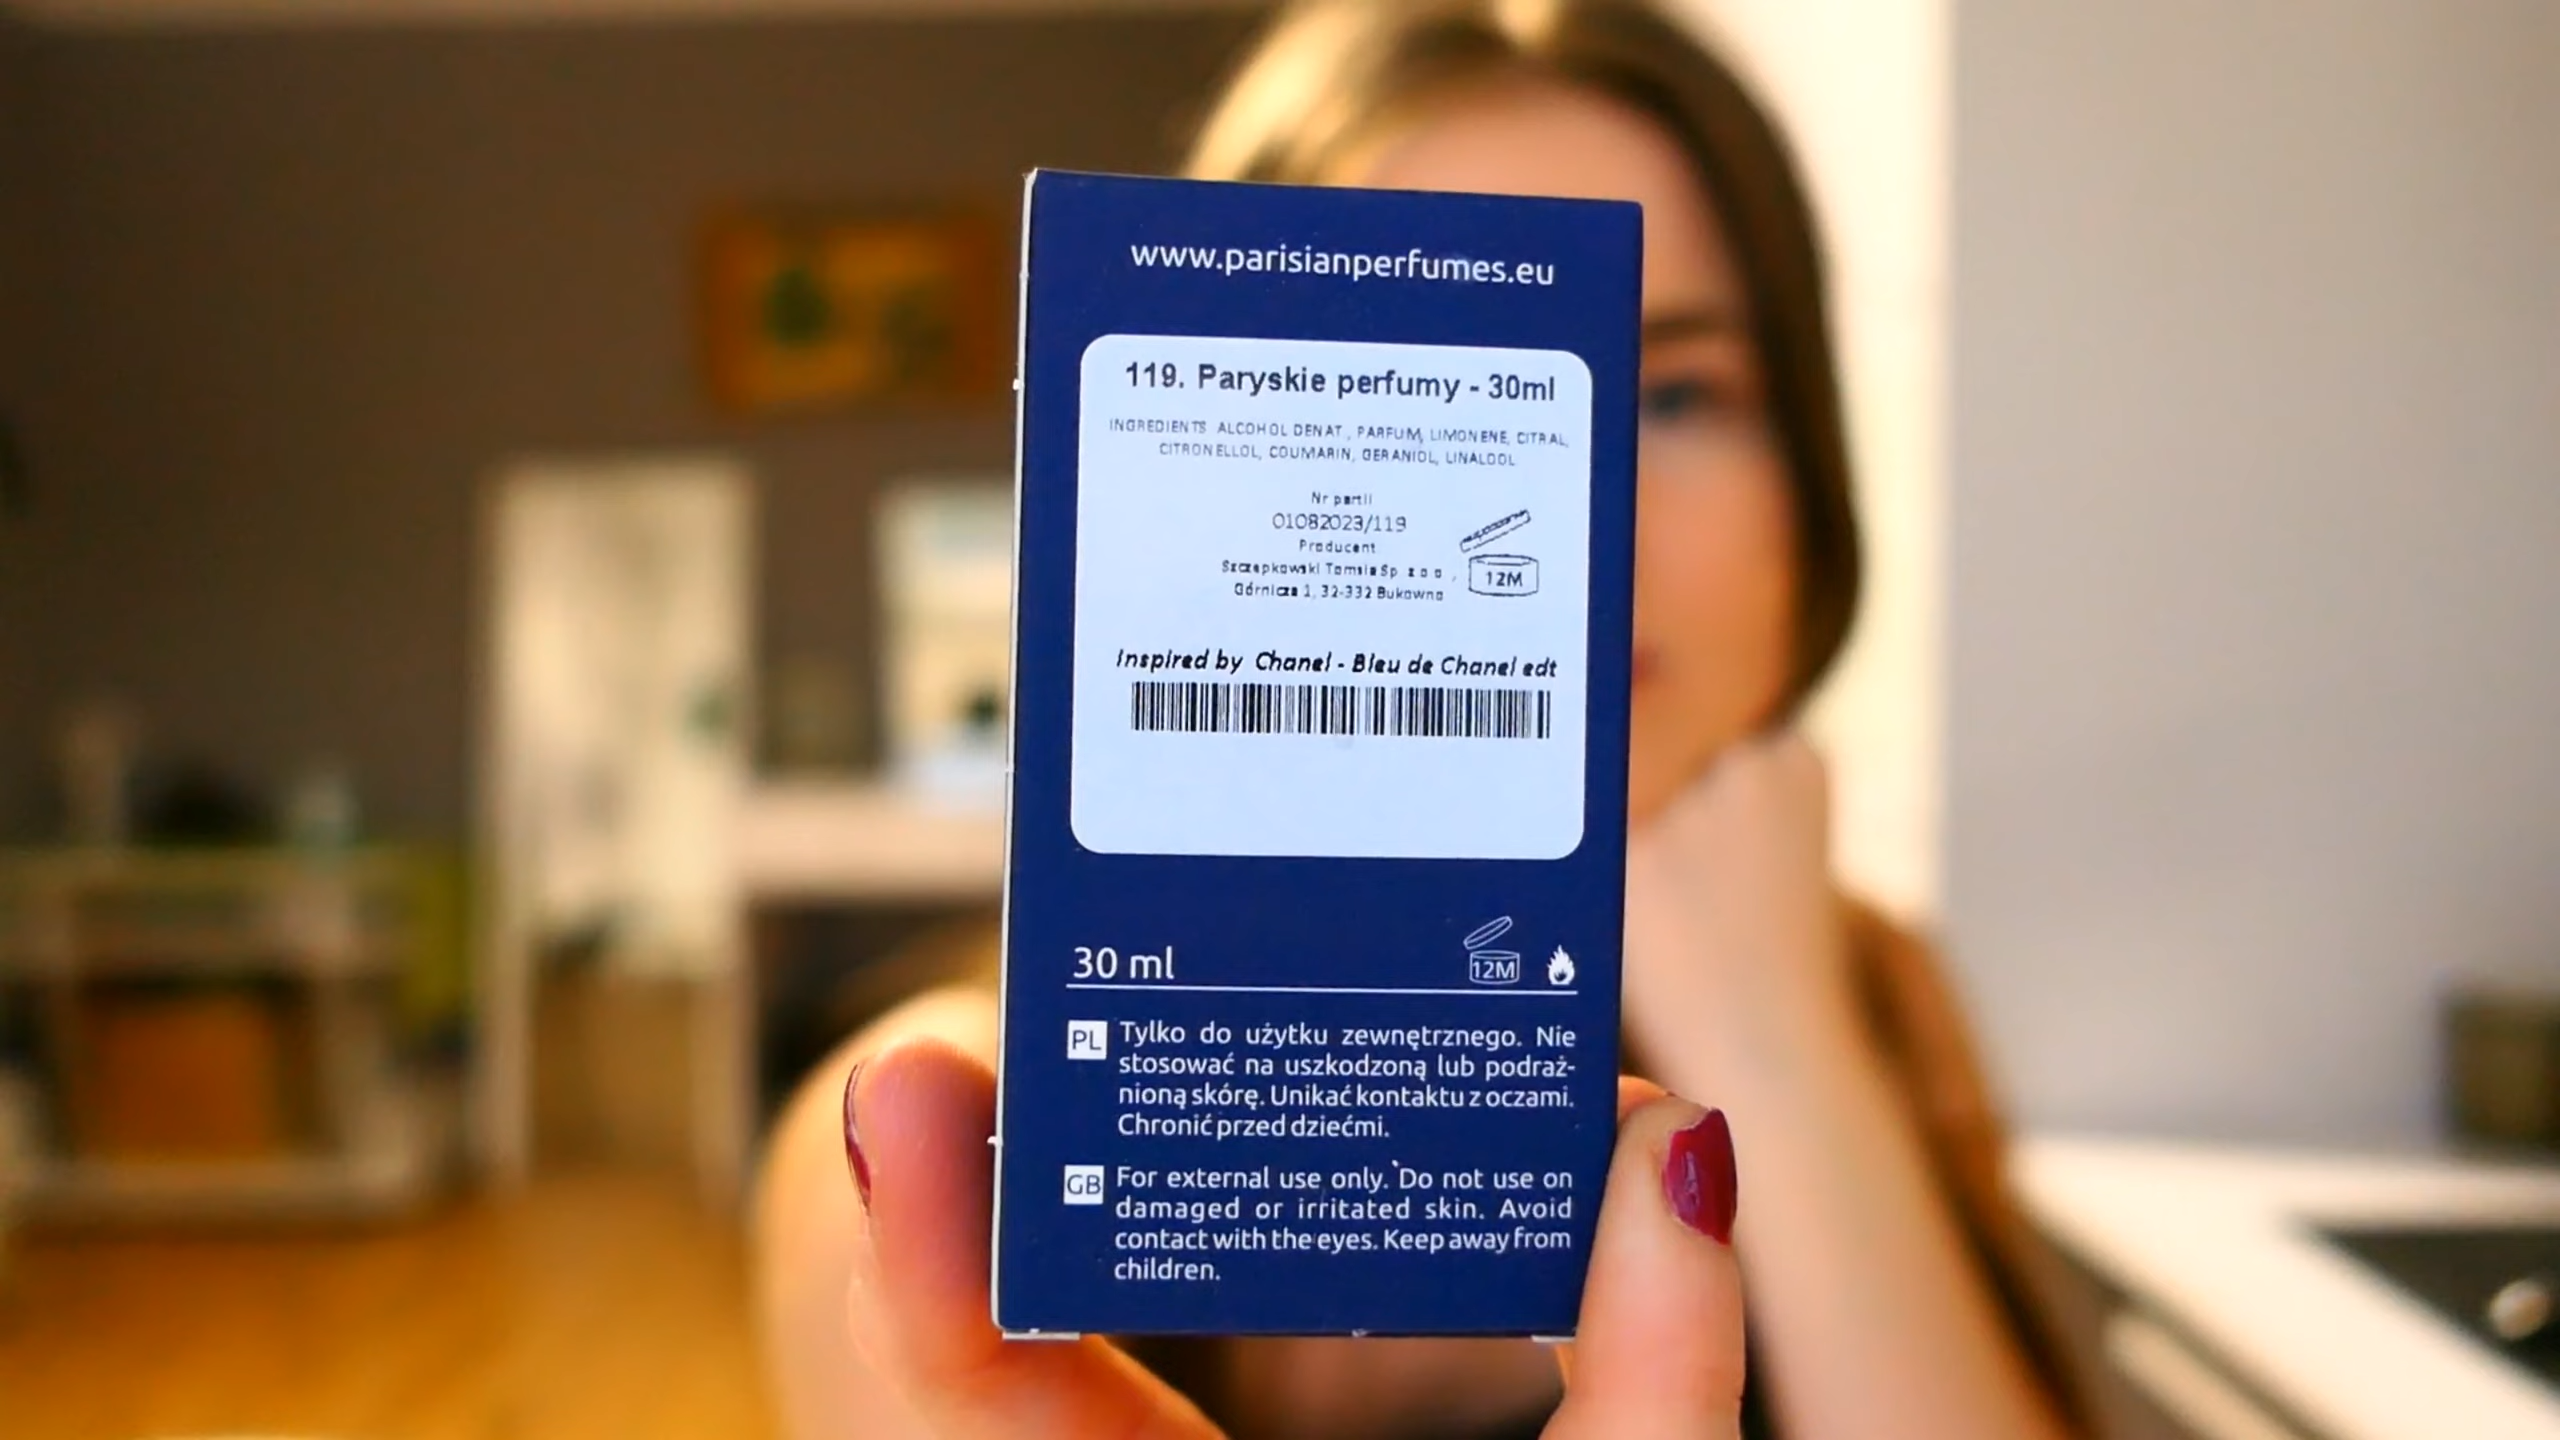 www.parisianperfumes.eu
119. Paryskie perfumy - 30ml
INGREDIENTS ALCOHOL DENAT., PARFUM, LIMONENE, CITRAL,
CITRONELLOL, COUMARIN, GERANIOL, LINALOOL
Nr partii
01082023/119
Producent
Szczepkowski Tomsia Sp z o o ,
Górnicza 1, 32-332 Bukowno
12M
Inspired by Chanel - Bleu de Chanel edt
30 ml
12M
PL Tylko do użytku zewnętrznego. Nie
stosować na uszkodzoną lub podraż-
nioną skórę. Unikać kontaktu z oczami.
Chronić przed dziećmi.
GB For external use only. Do not use on
damaged or irritated skin. Avoid
contact with the eyes. Keep away from
children.